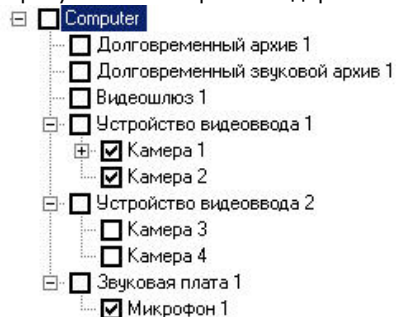 Computer
Долговременный архив 1
Долговременный звуковой архив 1
Видеошлюз 1
Устройство видеоввода 1
Камера 1
Камера 2
Устройство видеоввода 2
Камера 3
Камера 4
Звуковая плата 1
Микрофон 1